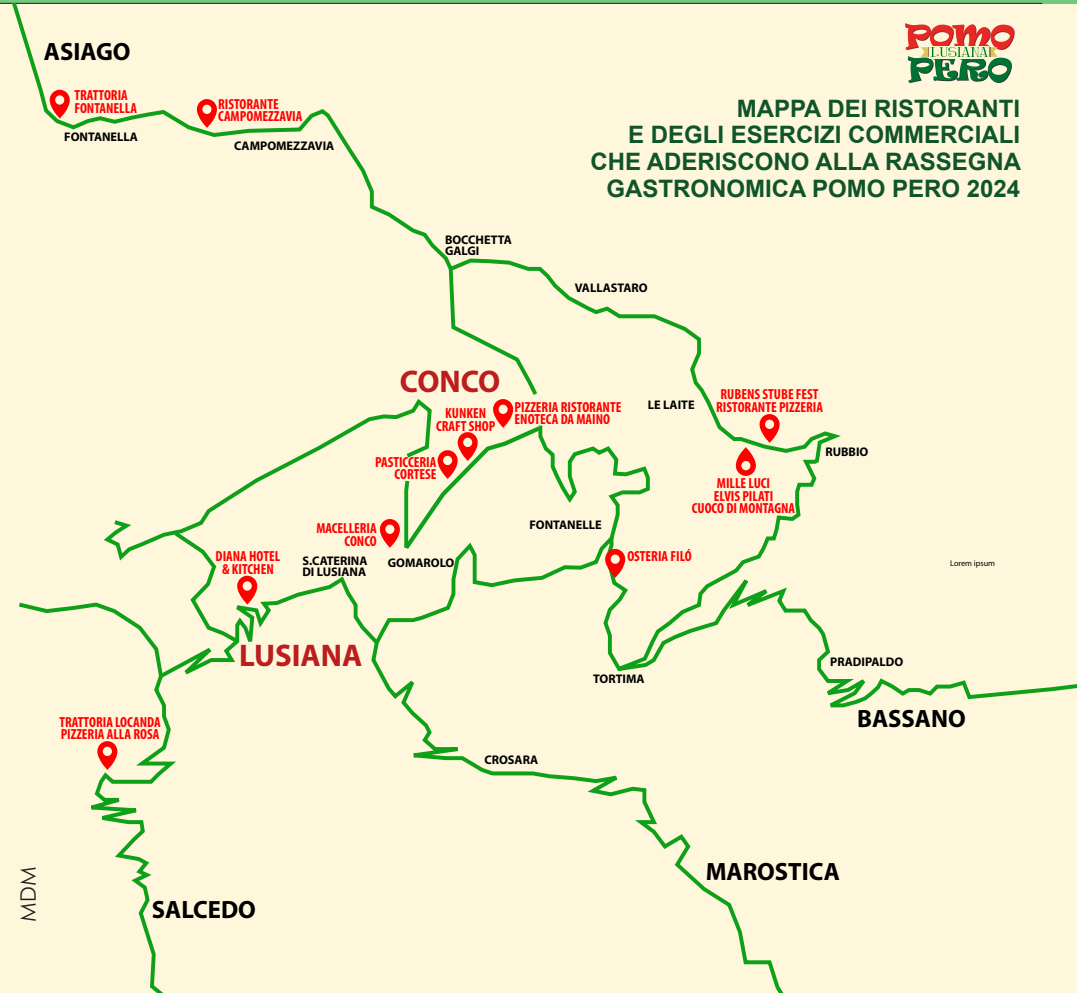 ASIAGO
POMO
LUSIANA
PERO
MAPPA DEI RISTORANTI
E DEGLI ESERCIZI COMMERCIALI
CHE ADERISCONO ALLA RASSEGNA
GASTRONOMICA POMO PERO 2024
TRATTORIA
FONTANELLA
FONTANELLA
RISTORANTE
CAMPOMEZZAVIA
CAMPOMEZZAVIA
BOCCHETTA
GALGI
VALLASTARO
CONCO
LE LAITE
RUBENS STUBE FEST
RISTORANTE PIZZERIA
PIZZERIA RISTORANTE
ENOTECA DA MAINO
KUNKEN
CRAFT SHOP
PASTICCERIA
CORTESE
RUBBIO
MILLE LUCI
ELVIS PILATI
CUOCO DI MONTAGNA
MACELLERIA
CONCO
FONTANELLE
DIANA HOTEL
& KITCHEN
S.CATERINA
DI LUSIANA
GOMAROLO
OSTERIA FILÓ
Lorem ipsum
LUSIANA
TORTIMA
PRADIPALDO
BASSANO
TRATTORIA LOCANDA
PIZZERIA ALLA ROSA
CROSARA
MAROSTICA
SALCEDO
MDM